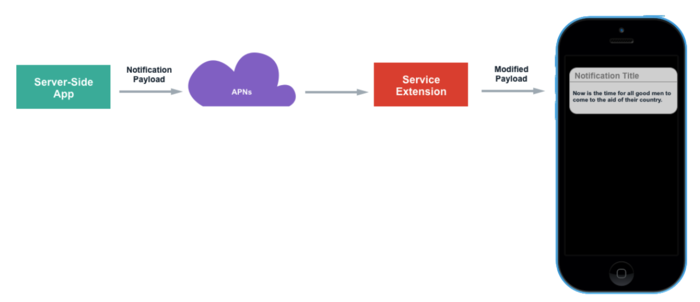 Server-Side
App
Notification
Payload
APNs
Service
Extension
Modified
Payload
Notification Title
Now is the time for all good men to
come to the aid of their country.